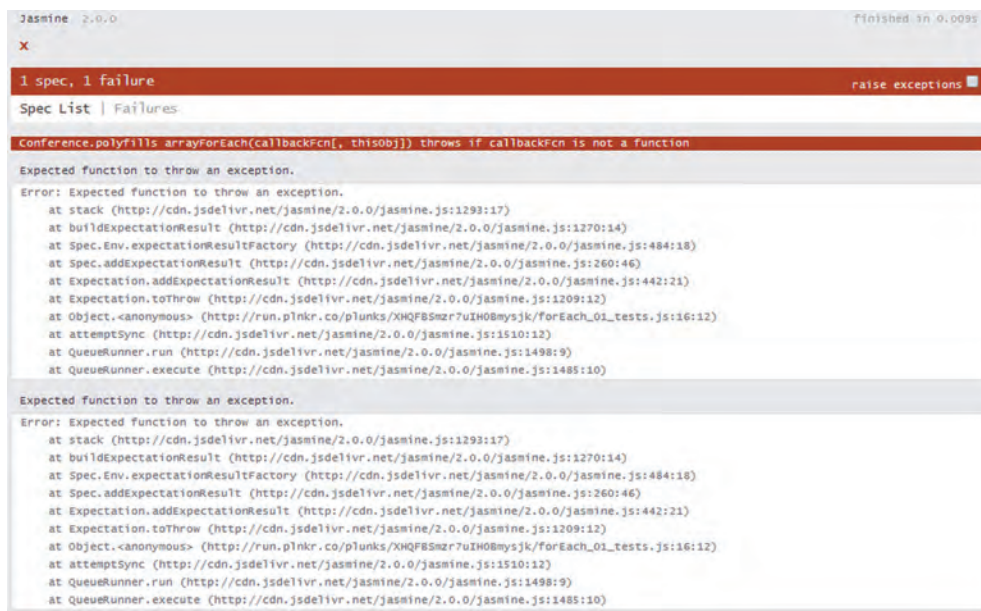 Jasmine 2.0.0 finished in 0.009s
x
1 spec, 1 failure raise exceptions
Spec List | Failures
Conference.polyfills arrayForEach(callbackFcn[, thisObj]) throws if callbackFcn is not a function
Expected function to throw an exception.
Error: Expected function to throw an exception.
at stack (http://cdn.jsdelivr.net/jasmine/2.0.0/jasmine.js:1293:17)
at buildExpectationResult (http://cdn.jsdelivr.net/jasmine/2.0.0/jasmine.js:1270:14)
at Spec.Env.expectationResultFactory (http://cdn.jsdelivr.net/jasmine/2.0.0/jasmine.js:484:18)
at Spec.addExpectationResult (http://cdn.jsdelivr.net/jasmine/2.0.0/jasmine.js:260:46)
at Expectation.addExpectationResult (http://cdn.jsdelivr.net/jasmine/2.0.0/jasmine.js:442:21)
at Expectation.toThrow (http://cdn.jsdelivr.net/jasmine/2.0.0/jasmine.js:1209:12)
at Object.<anonymous> (http://run.plnkr.co/plunks/XHQFBSmzr7uIHOBmysjk/forEach_01_tests.js:16:12)
at attemptSync (http://cdn.jsdelivr.net/jasmine/2.0.0/jasmine.js:1510:12)
at QueueRunner.run (http://cdn.jsdelivr.net/jasmine/2.0.0/jasmine.js:1498:9)
at QueueRunner.execute (http://cdn.jsdelivr.net/jasmine/2.0.0/jasmine.js:1485:10)
Expected function to throw an exception.
Error: Expected function to throw an exception.
at stack (http://cdn.jsdelivr.net/jasmine/2.0.0/jasmine.js:1293:17)
at buildExpectationResult (http://cdn.jsdelivr.net/jasmine/2.0.0/jasmine.js:1270:14)
at Spec.Env.expectationResultFactory (http://cdn.jsdelivr.net/jasmine/2.0.0/jasmine.js:484:18)
at Spec.addExpectationResult (http://cdn.jsdelivr.net/jasmine/2.0.0/jasmine.js:260:46)
at Expectation.addExpectationResult (http://cdn.jsdelivr.net/jasmine/2.0.0/jasmine.js:442:21)
at Expectation.toThrow (http://cdn.jsdelivr.net/jasmine/2.0.0/jasmine.js:1209:12)
at Object.<anonymous> (http://run.plnkr.co/plunks/XHQFBSmzr7uIHOBmysjk/forEach_01_tests.js:16:12)
at attemptSync (http://cdn.jsdelivr.net/jasmine/2.0.0/jasmine.js:1510:12)
at QueueRunner.run (http://cdn.jsdelivr.net/jasmine/2.0.0/jasmine.js:1498:9)
at QueueRunner.execute (http://cdn.jsdelivr.net/jasmine/2.0.0/jasmine.js:1485:10)